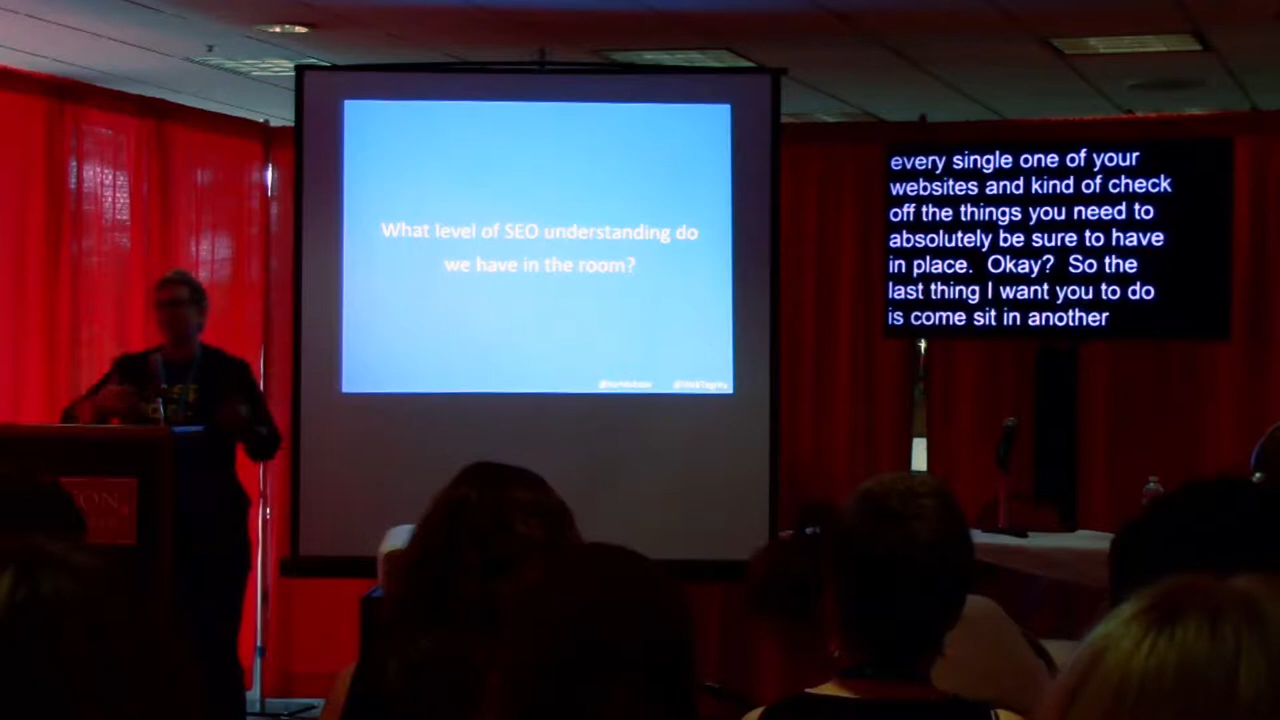 What level of SEO understanding do
we have in the room?
every single one of your
websites and kind of check
off the things you need to
absolutely be sure to have
in place. Okay? So the
last thing I want you to do
is come sit in another